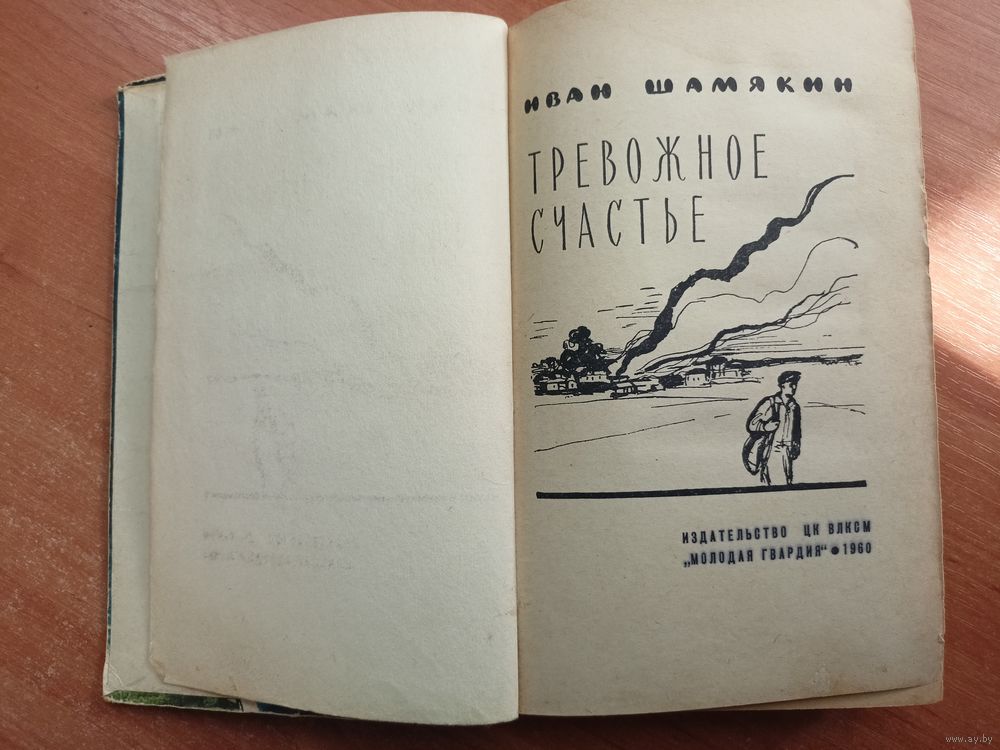 ИВАН ШАМЯКИН
ТРЕВОЖНОЕ
СЧАСТЬЕ
ИЗДАТЕЛЬСТВО ЦК ВЛКСМ
„МОЛОДАЯ ГВАРДИЯ“ • 1960
www.ay.by